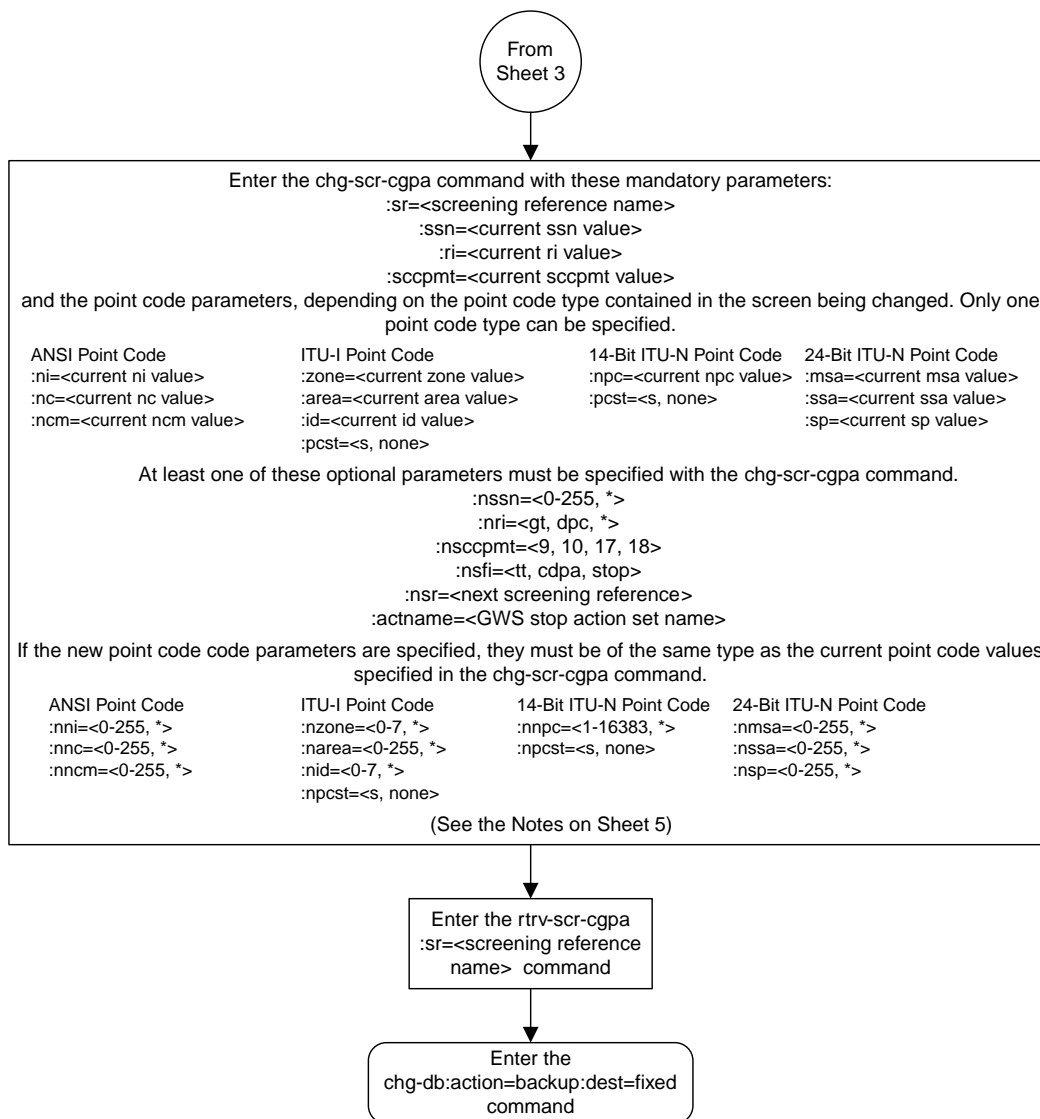 From
Sheet 3
Enter the chg-scr-cgpa command with these mandatory parameters:
:sr=<screening reference name>
:ssn=<current ssn value>
:ri=<current ri value>
:sccpmt=<current sccpmt value>
and the point code parameters, depending on the point code type contained in the screen being changed. Only one
point code type can be specified.
ANSI Point Code
:ni=<current ni value>
:nc=<current nc value>
:ncm=<current ncm value>
ITU-I Point Code
:zone=<current zone value>
:area=<current area value>
:id=<current id value>
:pcst=<s, none>
14-Bit ITU-N Point Code
:npc=<current npc value>
:pcst=<s, none>
24-Bit ITU-N Point Code
:msa=<current msa value>
:ssa=<current ssa value>
:sp=<current sp value>
At least one of these optional parameters must be specified with the chg-scr-cgpa command.
:nssn=<0-255, *>
:nri=<gt, dpc, *>
:nsccpmt=<9, 10, 17, 18>
:nsfi=<tt, cdpa, stop>
:nsr=<next screening reference>
:actname=<GWS stop action set name>
If the new point code code parameters are specified, they must be of the same type as the current point code values
specified in the chg-scr-cgpa command.
ANSI Point Code
:nni=<0-255, *>
:nnc=<0-255, *>
:nncm=<0-255, *>
ITU-I Point Code
:nzone=<0-7, *>
:narea=<0-255, *>
:nid=<0-7, *>
:npcst=<s, none>
14-Bit ITU-N Point Code
:nnpc=<1-16383, *>
:npcst=<s, none>
24-Bit ITU-N Point Code
:nmsa=<0-255, *>
:nssa=<0-255, *>
:nsp=<0-255, *>
(See the Notes on Sheet 5)
Enter the rtrv-scr-cgpa
:sr=<screening reference
name> command
Enter the
chg-db:action=backup:dest=fixed
command